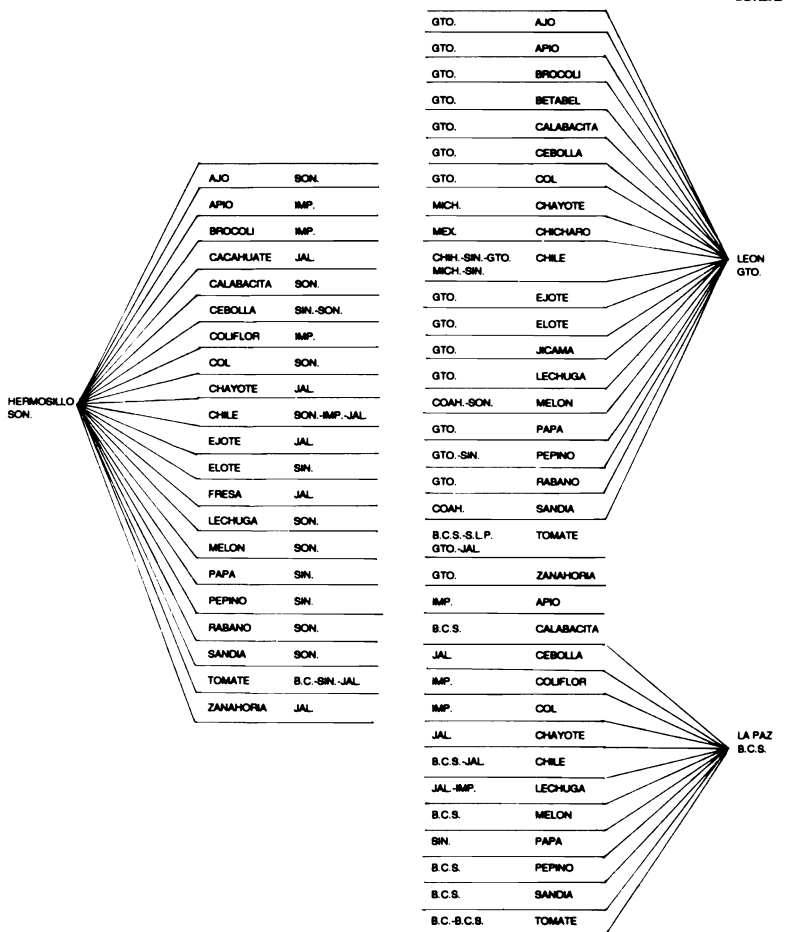 HERMOSILLO
SON.
AJO SON.
APIO IMP.
BROCOLI IMP.
CACAHUATE JAL.
CALABACITA SON.
CEBOLLA SIN.-SON.
COLIFLOR IMP.
COL SON.
CHAYOTE JAL
CHILE SON.-IMP.-JAL
EJOTE JAL
ELOTE SIN.
FRESA JAL
LECHUGA SON.
MELON SON.
PAPA SIN.
PEPINO SIN.
RABANO SON.
SANDIA SON.
TOMATE B.C.-SIN.-JAL
ZANAHORIA JAL
GTO. AJO
GTO. APIO
GTO. BROCOLI
GTO. BETABEL
GTO. CALABACITA
GTO. CEBOLLA
GTO. COL
MICH. CHAYOTE
MEX. CHICHARO
CHIH.-SIN.-GTO. CHILE
MICH.-SIN.
GTO. EJOTE
GTO. ELOTE
GTO. JICAMA
GTO. LECHUGA
COAH.-SON. MELON
GTO. PAPA
GTO.-SIN. PEPINO
GTO. RABANO
COAH. SANDIA
B.C.S.-S.L.P. TOMATE
GTO.-JAL
GTO. ZANAHORIA
LEON
GTO.
IMP. APIO
B.C.S. CALABACITA
JAL CEBOLLA
IMP. COLIFLOR
IMP. COL
JAL CHAYOTE
B.C.S.-JAL CHILE
JAL-IMP. LECHUGA
B.C.S. MELON
SIN. PAPA
B.C.S. PEPINO
B.C.S. SANDIA
B.C.-B.C.S. TOMATE
LA PAZ
B.C.S.